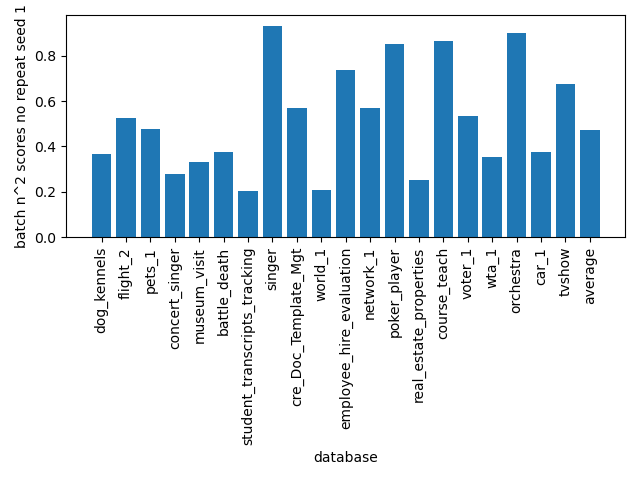 batch n^2 scores no repeat seed 1
0.8
0.6
0.4
0.2
0.0
dog_kennels
flight_2
pets_1
concert_singer
museum_visit
battle_death
student_transcripts_tracking
singer
cre_Doc_Template_Mgt
world_1
employee_hire_evaluation
network_1
poker_player
real_estate_properties
course_teach
voter_1
wta_1
orchestra
car_1
tvshow
average
database